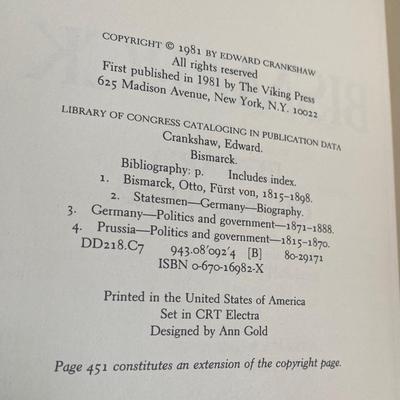 COPYRIGHT © 1981 BY EDWARD CRANKSHAW
All rights reserved
First published in 1981 by The Viking Press
625 Madison Avenue, New York, N.Y. 10022
LIBRARY OF CONGRESS CATALOGING IN PUBLICATION DATA
Crankshaw, Edward.
Bismarck.
Bibliography: p. Includes index.
1. Bismarck, Otto, Fürst von, 1815–1898.
2. Statesmen—Germany—Biography.
3. Germany—Politics and government—1871–1888.
4. Prussia—Politics and government—1815–1870.
DD218.C7 943.08′092′4 [B] 80-29171
ISBN 0-670-16982-X
Printed in the United States of America
Set in CRT Electra
Designed by Ann Gold
Page 451 constitutes an extension of the copyright page.